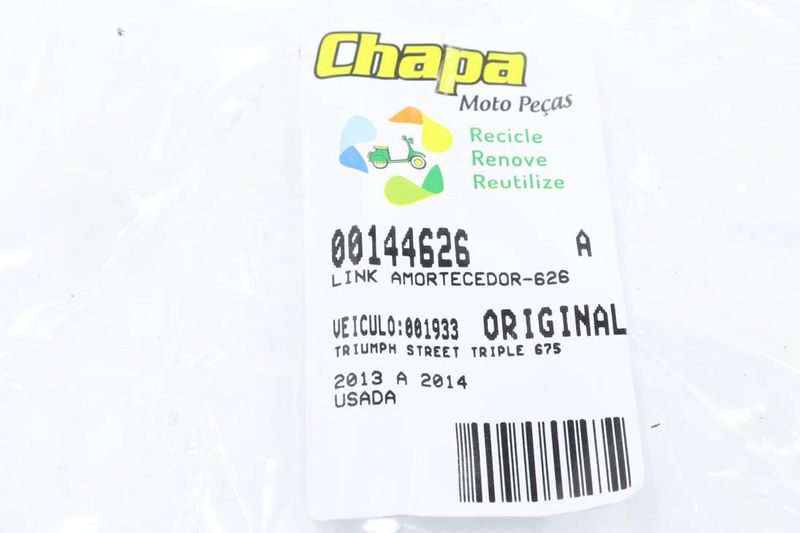 Chapa
Moto Peças
Recicle
Renove
Reutilize
00144626 A
LINK AMORTECEDOR-626
VEICULO:001933 ORIGINAL
TRIUMPH STREET TRIPLE 675
2013 A 2014
USADA